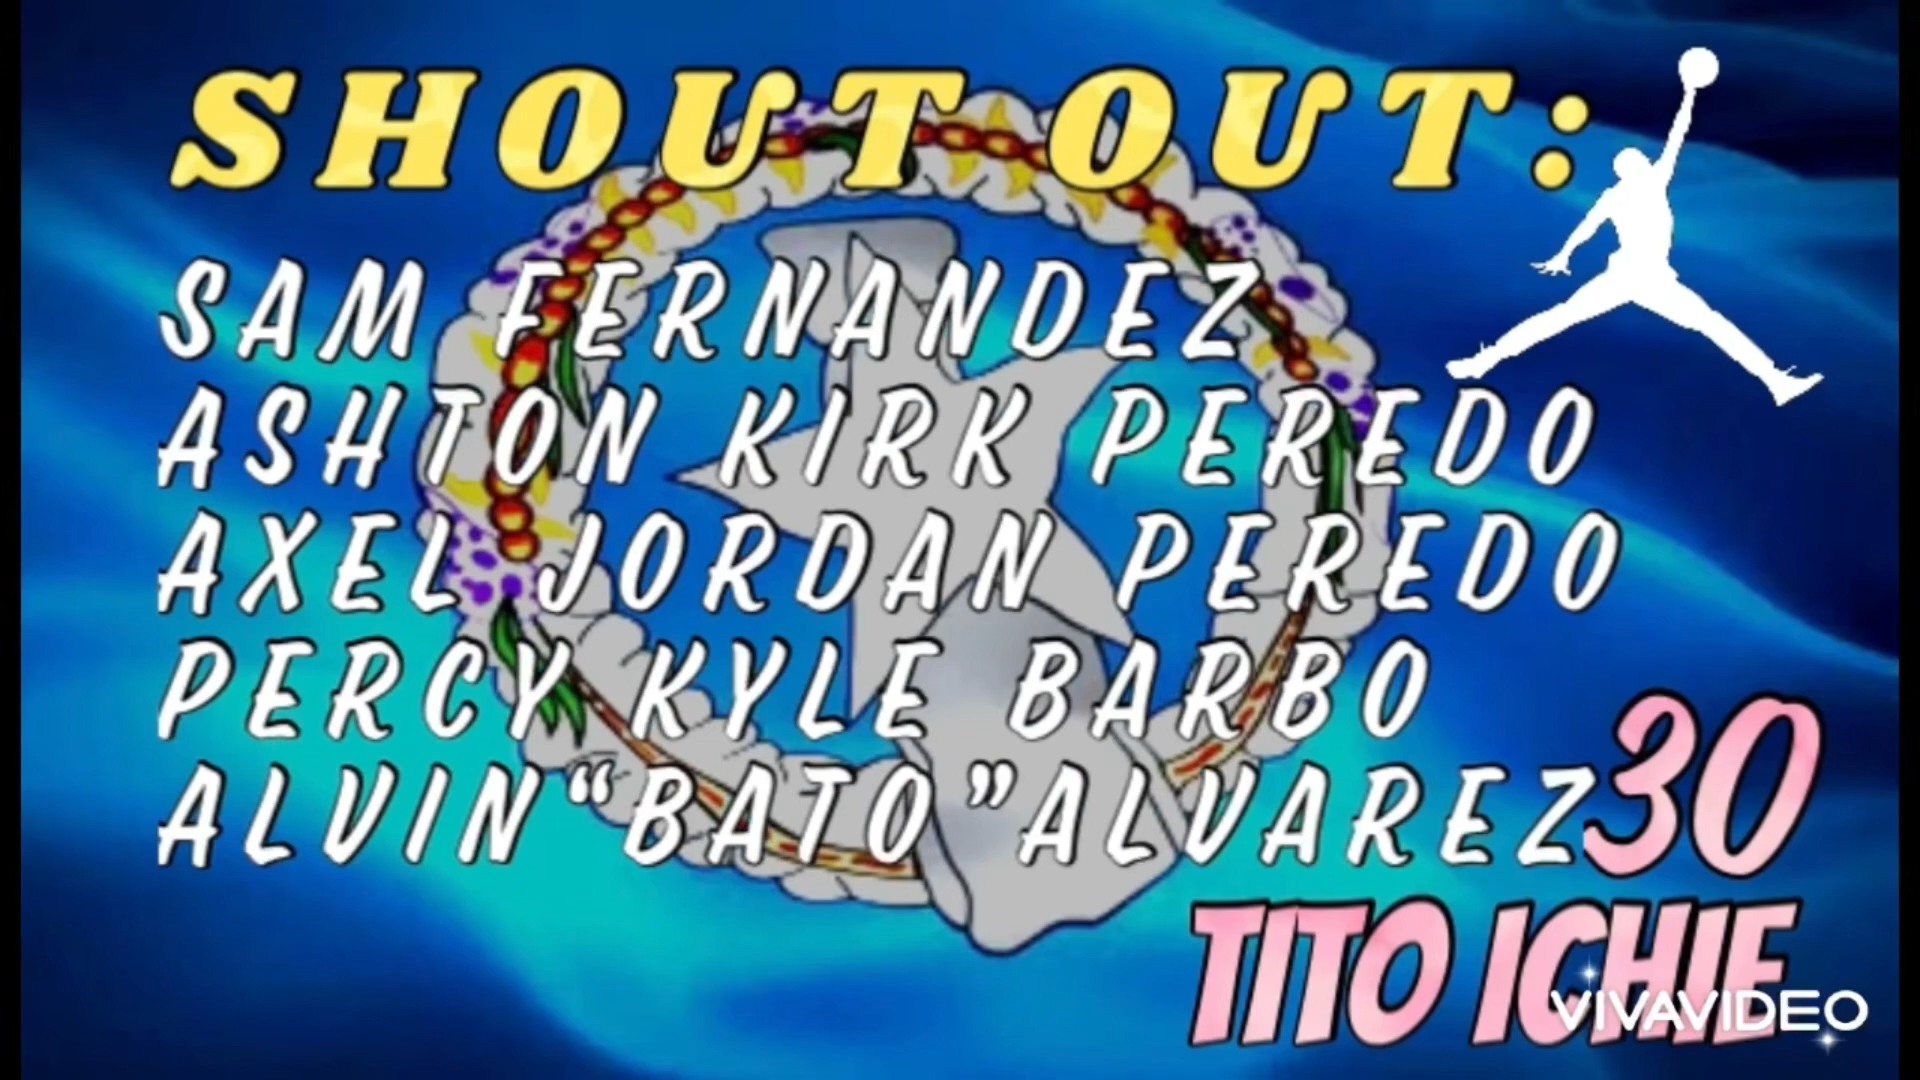 SHOUT OUT:
SAM FERNANDEZ
ASHTON KIRK PEREDO
AXEL JORDAN PEREDO
PERCY KYLE BARBO
ALVIN“BATO”ALVAREZ
30
TITO ICHIE
VIVAVIDEO